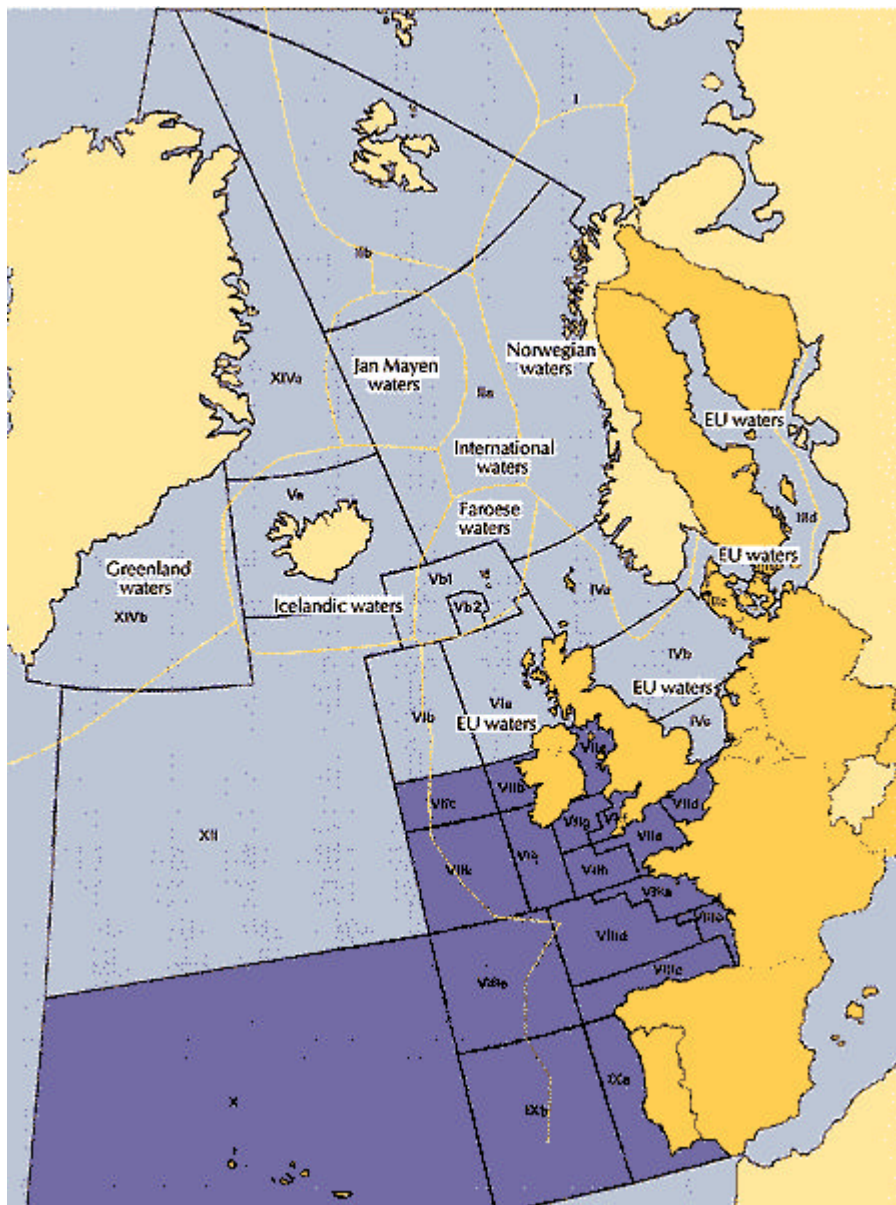 I
IIb
Norwegian
waters
Jan Mayen
waters
XIVa
IIa
EU waters
International
waters
Va
Faroese
waters
IIId
EU waters
Greenland
waters
Vb1
IVa
Icelandic waters
Vb2
XIVb
IVb
EU waters
VIb
VIa
EU waters
IVc
VIIa
VIIb
VIIc
VIId
VIIg
VIIf
XII
VIIe
VIIk
VIIj
VIIh
VIIIa
VIIId
VIIIc
VIIIe
IXa
X
IXb